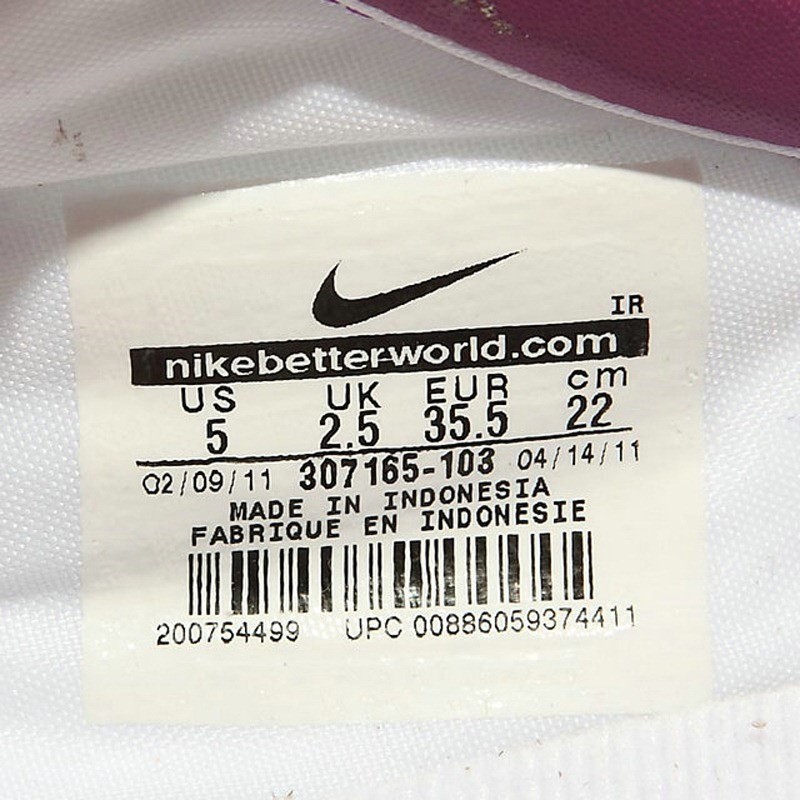 IR
nikebetterworld.com
US UK EUR cm
5 2.5 35.5 22
02/09/11 307165-103 04/14/11
MADE IN INDONESIA
FABRIQUE EN INDONESIE
200754499 UPC 00886059374411